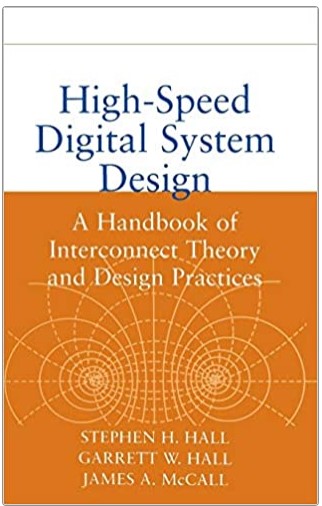 High-Speed
Digital System
Design
A Handbook of
Interconnect Theory
and Design Practices
STEPHEN H. HALL
GARRETT W. HALL
JAMES A. McCALL